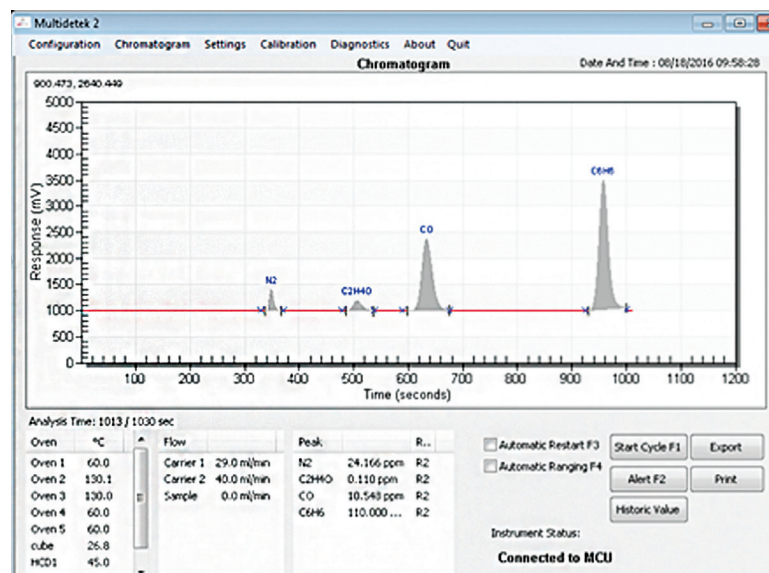 Multidetek 2
Configuration Chromatogram Settings Calibration Diagnostics About Quit
Chromatogram Date And Time : 08/18/2016 09:58:28
900.473, 2640.449
5000
4500
4000
3500
3000
2500
2000
1500
1000
500
0
Response (mV)
N2
C2H4O
CO
C6H6
100 200 300 400 500 600 700 800 900 1000 1100 1200
Time (seconds)
Analysis Time: 1013 / 1030 sec
Oven °C Flow Peak R..
Oven 1 60.0 Carrier 1 29.0 ml/min N2 24.166 ppm R2
Oven 2 130.1 Carrier 2 40.0 ml/min C2H4O 0.110 ppm R2
Oven 3 130.0 Sample 0.0 ml/min CO 10.548 ppm R2
Oven 4 60.0 C6H6 110.000 ... R2
Oven 5 60.0
cube 26.8
HCD1 45.0
Automatic Restart F3 Start Cycle F1 Export
Automatic Ranging F4 Alert F2 Print
Historic Value
Instrument Status:
Connected to MCU